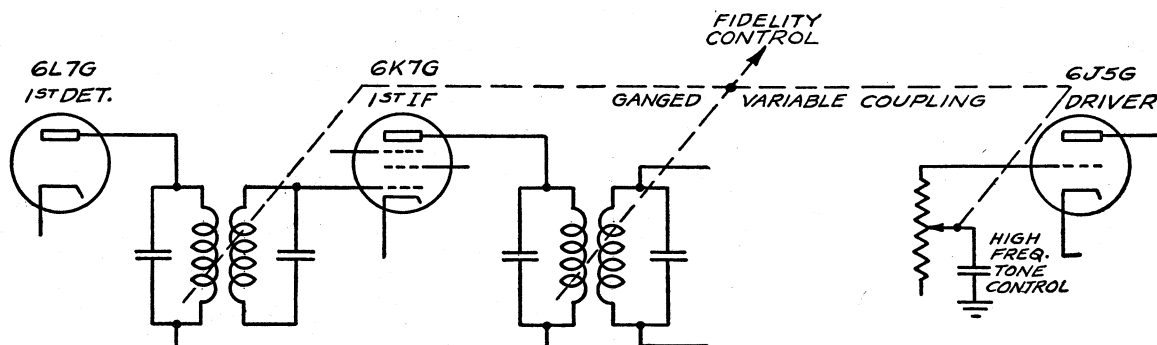 FIDELITY
CONTROL
6L7G
1ST DET.
6K7G
1ST IF
GANGED VARIABLE COUPLING
6J5G
DRIVER
HIGH
FREQ.
TONE
CONTROL